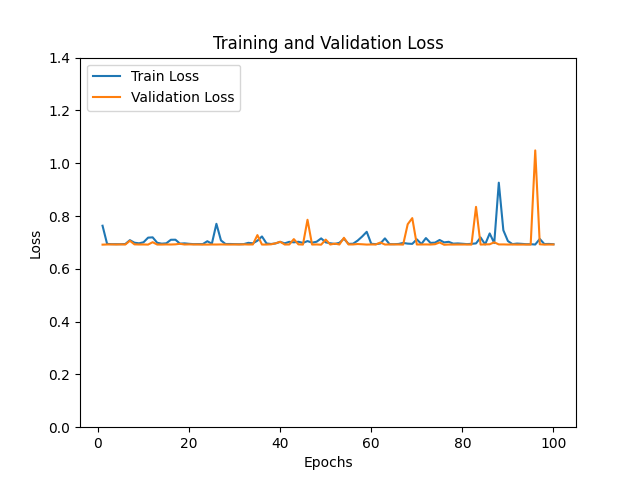 Training and Validation Loss
Train Loss
Validation Loss
1.4
1.2
1.0
0.8
0.6
0.4
0.2
0.0
Loss
0 20 40 60 80 100
Epochs